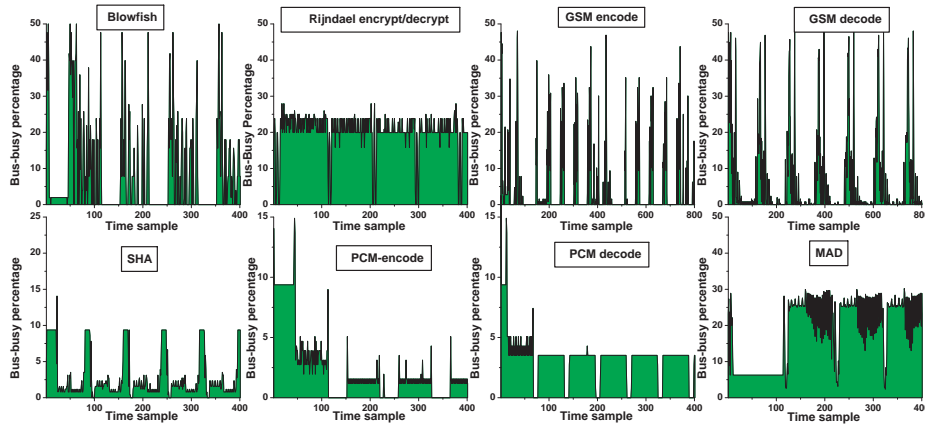 Blowfish
Bus-busy percentage
50
40
30
20
10
0
100 200 300 400
Time sample
Rijndael encrypt/decrypt
Bus-Busy Percentage
50
40
30
20
10
0
100 200 300 400
Time sample
GSM encode
Bus-busy percentage
50
40
30
20
10
0
200 400 600 800
Time sample
GSM decode
Bus-busy percentage
50
40
30
20
10
0
200 400 600 800
Time sample
SHA
Bus-busy percentage
25
20
15
10
5
0
100 200 300 400
Time sample
PCM-encode
Bus-busy percentage
15
10
5
0
100 200 300 400
Time sample
PCM decode
Bus-busy percentage
15
10
5
0
100 200 300 400
Time sample
MAD
Bus-busy percentage
50
40
30
20
10
0
100 200 300 400
Time sample